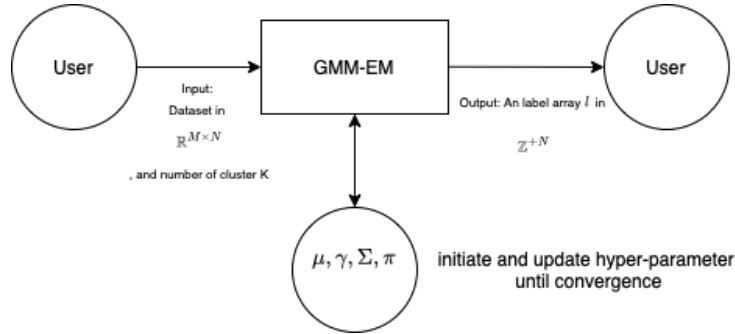 User
GMM-EM
User
Input:
Dataset in
ℝ^{M×N}
, and number of cluster K
Output: An label array l in
ℤ^{+N}
μ, γ, Σ, π
initiate and update hyper-parameter
until convergence